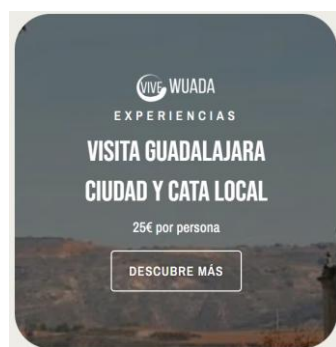 VIVE WUADA
EXPERIENCIAS
VISITA GUADALAJARA
CIUDAD Y CATA LOCAL
25€ por persona
DESCUBRE MÁS